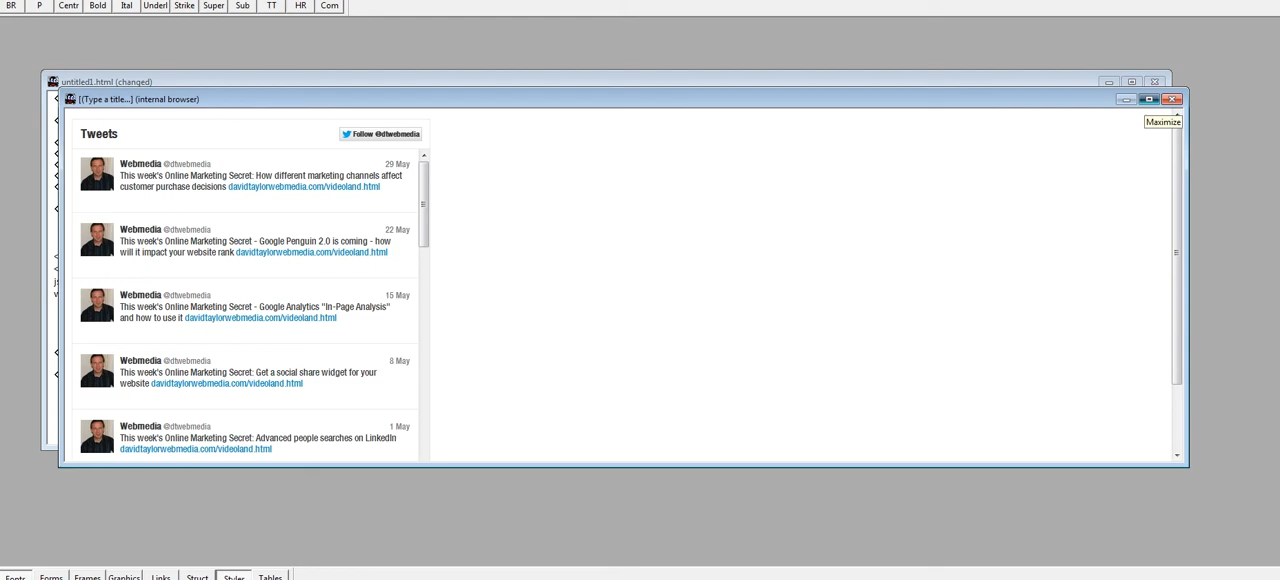 BR P Centr Bold Ital Underl Strike Super Sub TT HR Com
untitled1.html (changed)
[(Type a title...] (internal browser)
Maximize
Tweets
Follow @dtwebmedia
Webmedia @dtwebmedia 29 May
This week's Online Marketing Secret: How different marketing channels affect
customer purchase decisions davidtaylorwebmedia.com/videoland.html
Webmedia @dtwebmedia 22 May
This week's Online Marketing Secret - Google Penguin 2.0 is coming - how
will it impact your website rank davidtaylorwebmedia.com/videoland.html
Webmedia @dtwebmedia 15 May
This week's Online Marketing Secret - Google Analytics "In-Page Analysis"
and how to use it davidtaylorwebmedia.com/videoland.html
Webmedia @dtwebmedia 8 May
This week's Online Marketing Secret: Get a social share widget for your
website davidtaylorwebmedia.com/videoland.html
Webmedia @dtwebmedia 1 May
This week's Online Marketing Secret: Advanced people searches on LinkedIn
davidtaylorwebmedia.com/videoland.html
Fonts Forms Frames Graphics Links Struct Styles Tables